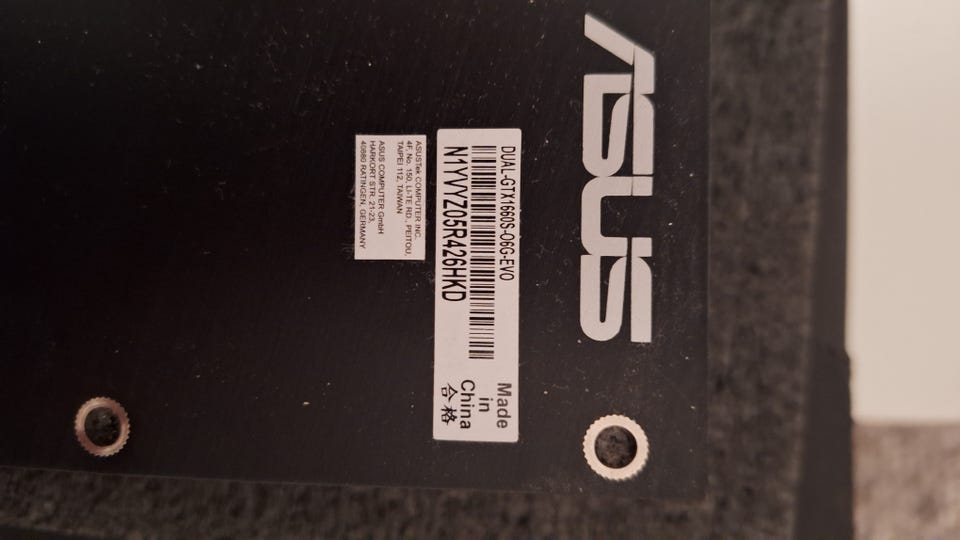 ASUS
DUAL-GTX1660S-O6G-EVO
N1YVYZ05R426HKD
Made
in
China
合格
ASUSTek COMPUTER INC.
4F, No. 150, LI-TE RD., PEITOU,
TAIPEI 112, TAIWAN
ASUS COMPUTER GmbH
HARKORT STR. 21-23,
40880 RATINGEN, GERMANY